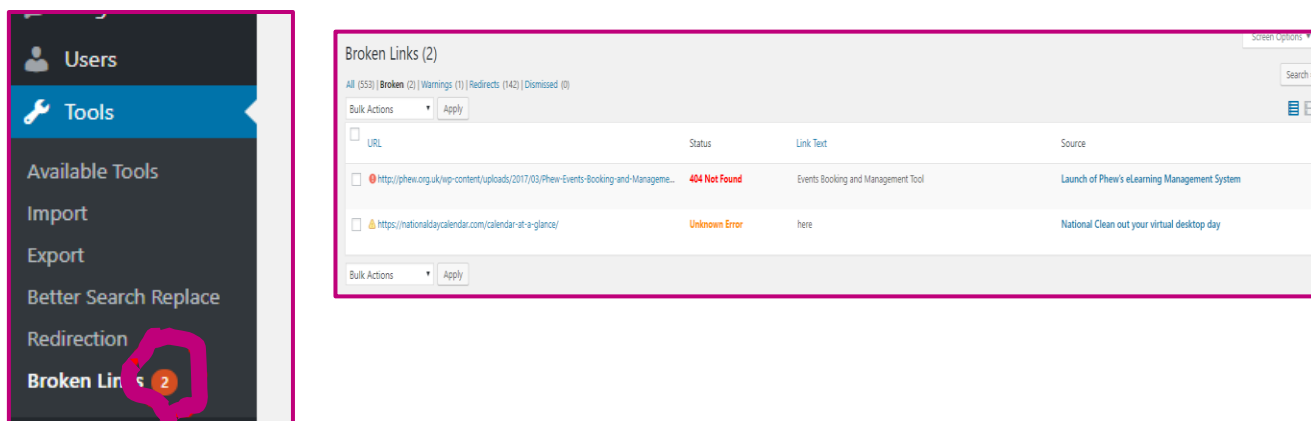 Users
Tools
Available Tools
Import
Export
Better Search Replace
Redirection
Broken Lin s 2
Screen Options
Broken Links (2)
All (553) | Broken (2) | Warnings (1) | Redirects (142) | Dismissed (0)
Search
Bulk Actions Apply
URL Status Link Text Source
http://phew.org.uk/wp-content/uploads/2017/03/Phew-Events-Booking-and-Manageme... 404 Not Found Events Booking and Management Tool Launch of Phew's eLearning Management System
https://nationaldaycalendar.com/calendar-at-a-glance/ Unknown Error here National Clean out your virtual desktop day
Bulk Actions Apply